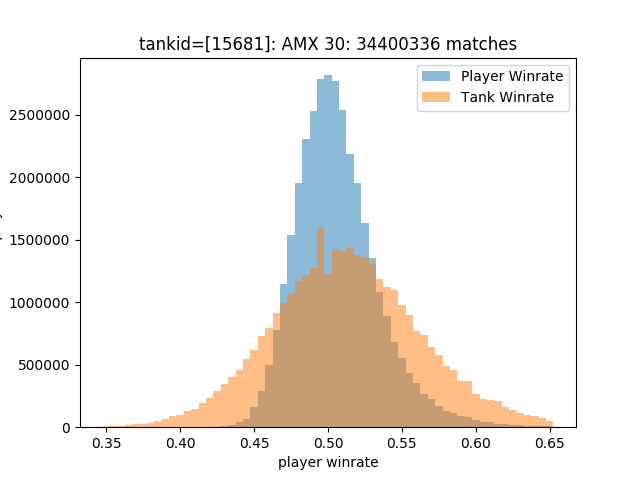 tankid=[15681]: AMX 30: 34400336 matches
Player Winrate
Tank Winrate
2500000
2000000
1500000
1000000
500000
0
0.35 0.40 0.45 0.50 0.55 0.60 0.65
player winrate